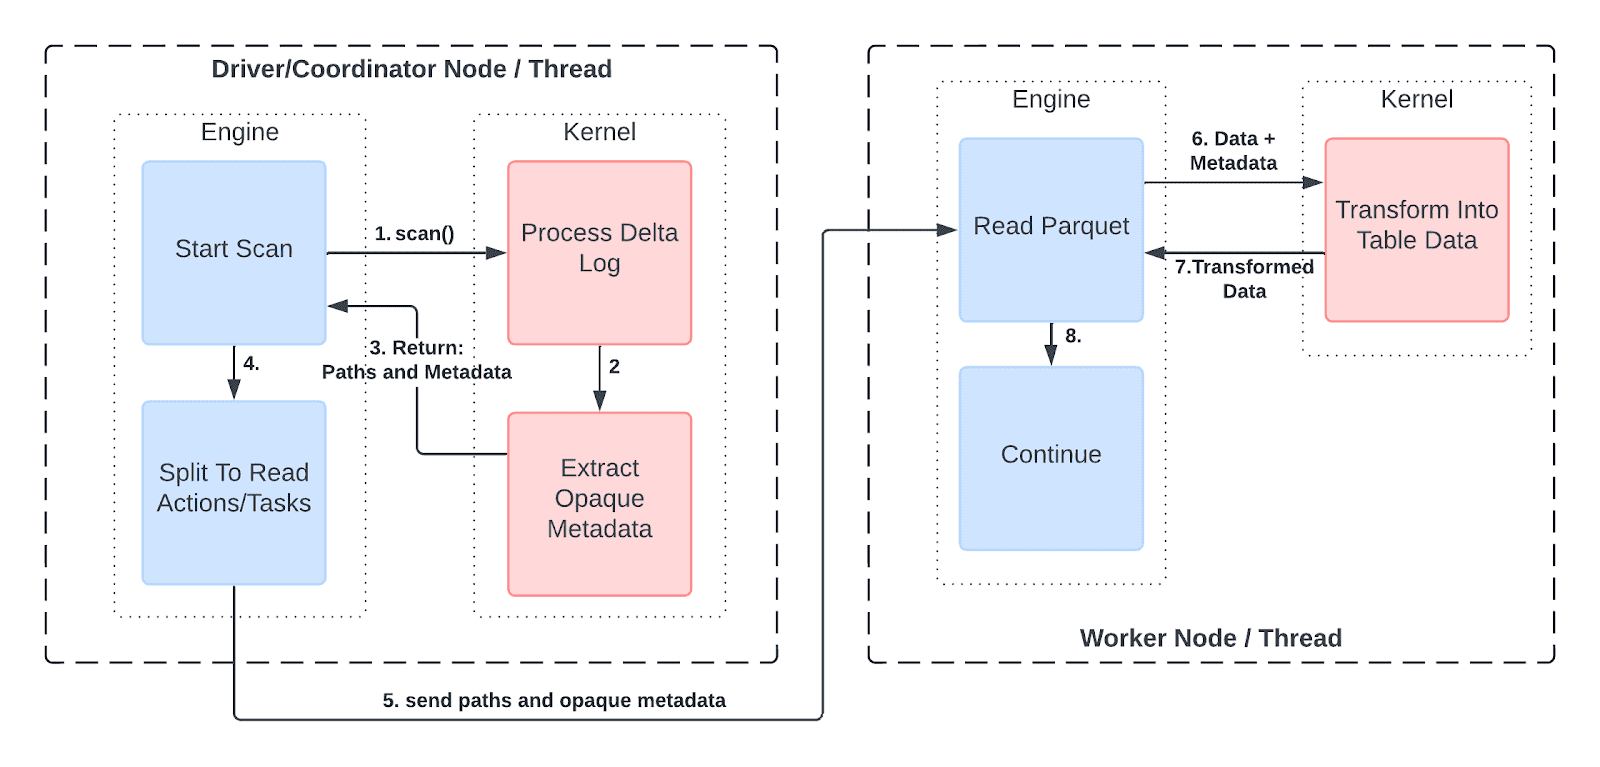 Driver/Coordinator Node / Thread
Engine
Kernel
Start Scan
1. scan()
Process Delta
Log
3. Return:
Paths and Metadata
4.
2
Split To Read
Actions/Tasks
Extract
Opaque
Metadata
5. send paths and opaque metadata
Engine
Kernel
Read Parquet
6. Data +
Metadata
Transform Into
Table Data
7.Transformed
Data
8.
Continue
Worker Node / Thread